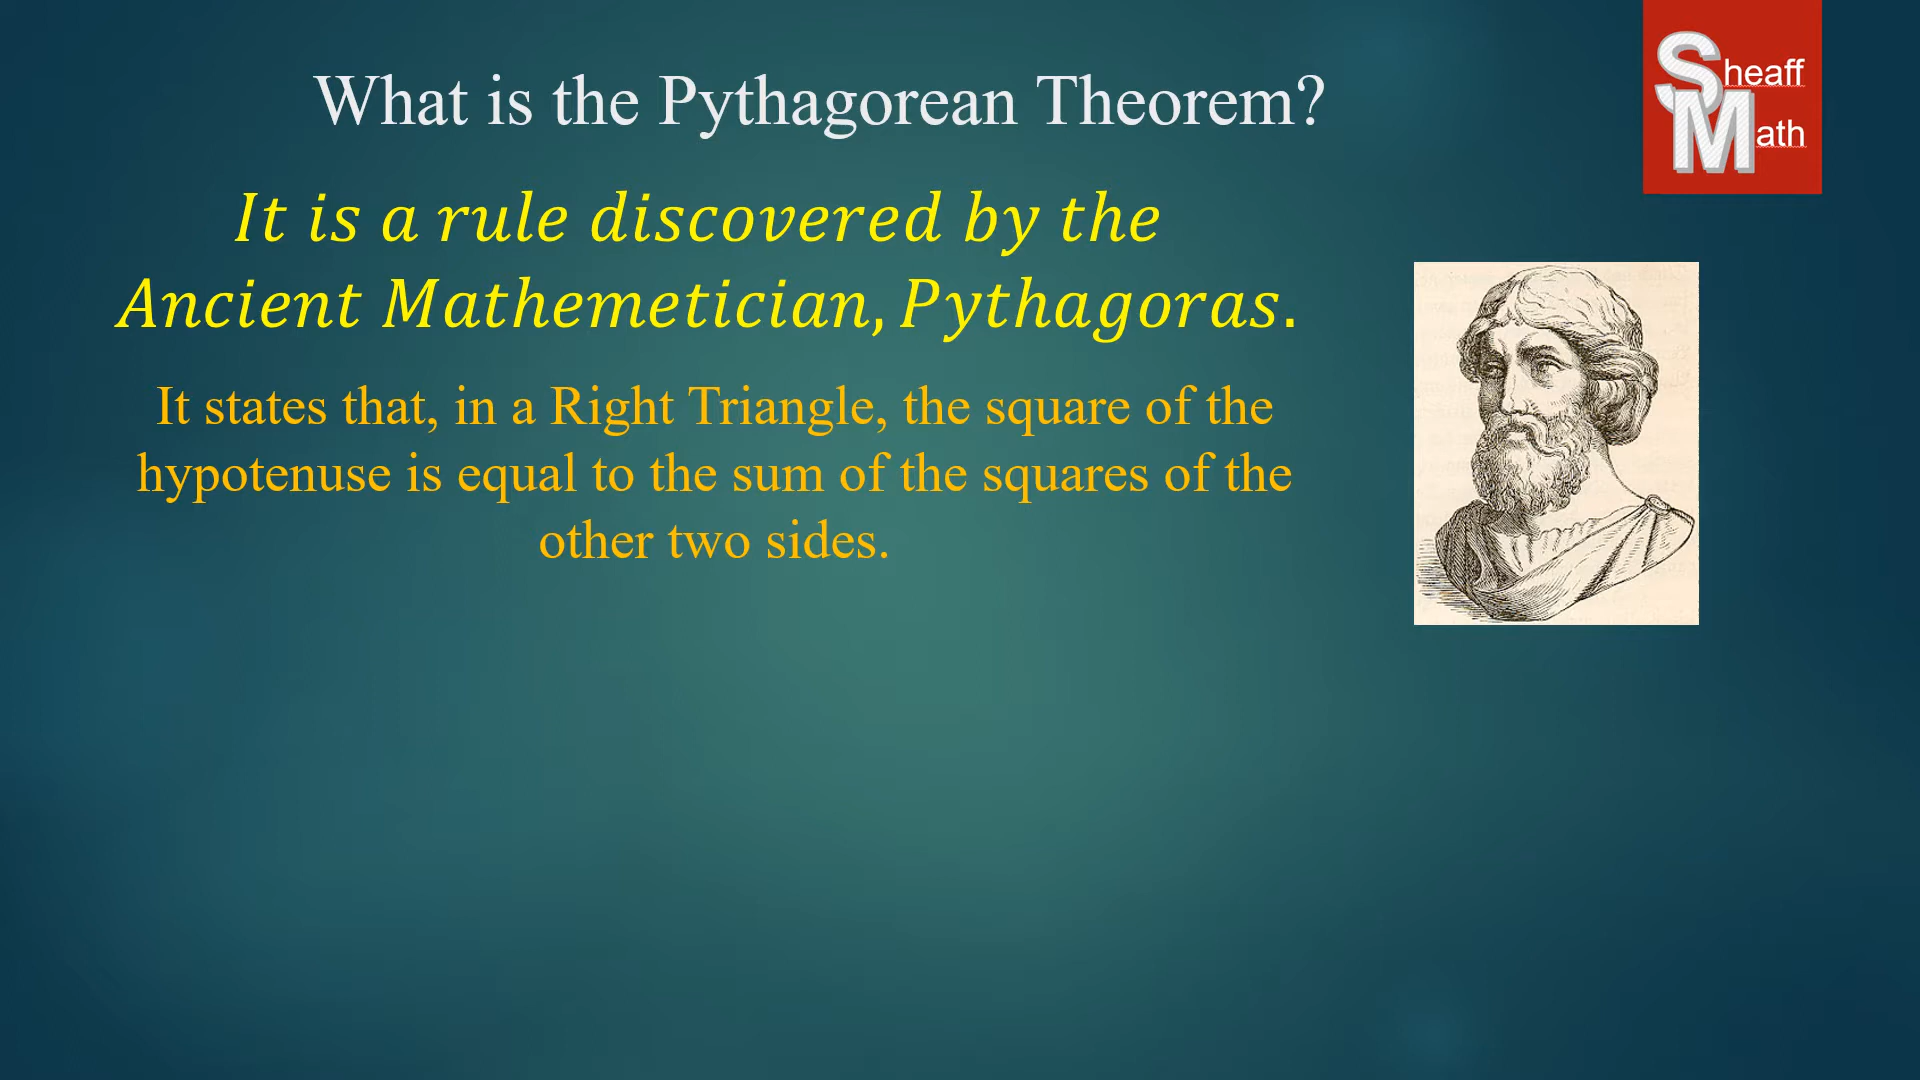 What is the Pythagorean Theorem?
Sheaff
Math
It is a rule discovered by the
Ancient Mathemetician, Pythagoras.
It states that, in a Right Triangle, the square of the
hypotenuse is equal to the sum of the squares of the
other two sides.